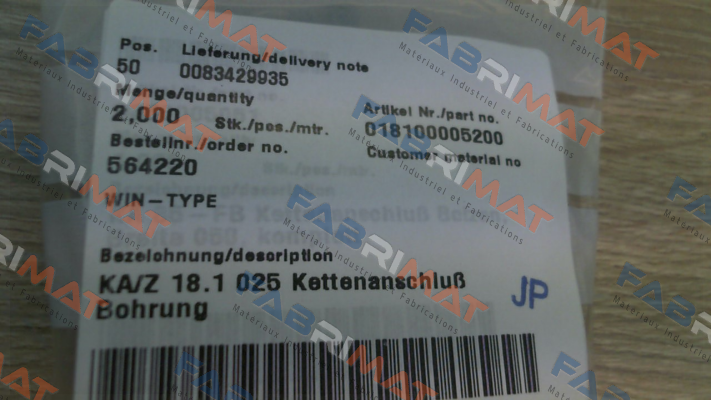 Pos. Lieferung/delivery note
50 0083429935
Menge/quantity
2,000 Stk./pos./mtr.
Artikel Nr./part no.
018100005200
Bestellnr./order no.
Customer material no
564220
WIN-TYPE
Bezeichnung/description
KA/Z 18.1 025 Kettenanschluß
Bohrung
JP
FABRIMAT
Materiaux Industriel et Fabrications